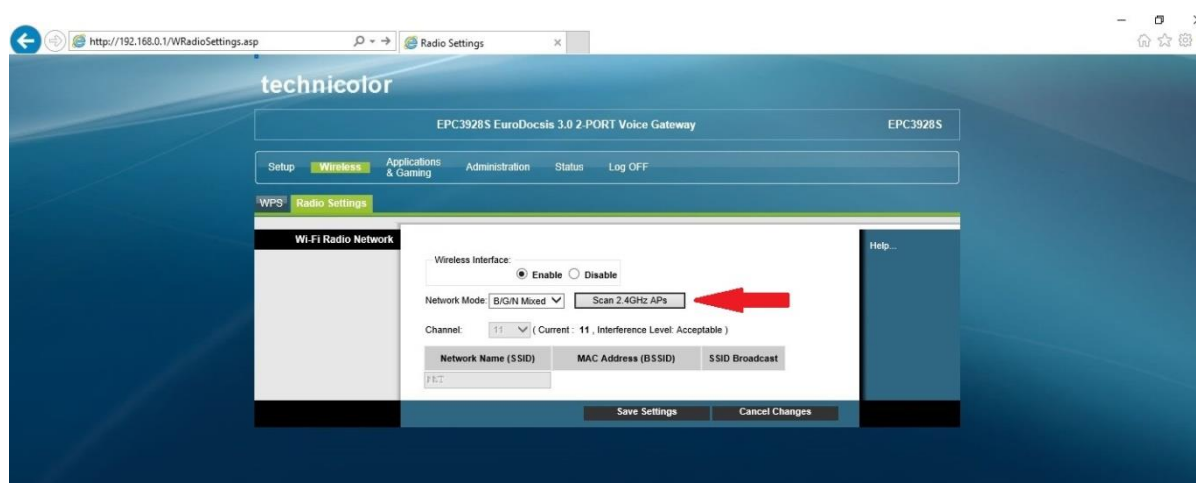 http://192.168.0.1/WRadioSettings.asp Radio Settings
technicolor
EPC3928S EuroDocsis 3.0 2-PORT Voice Gateway EPC3928S
Setup Wireless Applications & Gaming Administration Status Log OFF
WPS Radio Settings
Wi-Fi Radio Network
Help...
Wireless Interface:
Enable Disable
Network Mode: B/G/N Mixed Scan 2.4GHz APs
Channel: 11 ( Current : 11 , Interference Level: Acceptable )
Network Name (SSID) MAC Address (BSSID) SSID Broadcast
Save Settings Cancel Changes